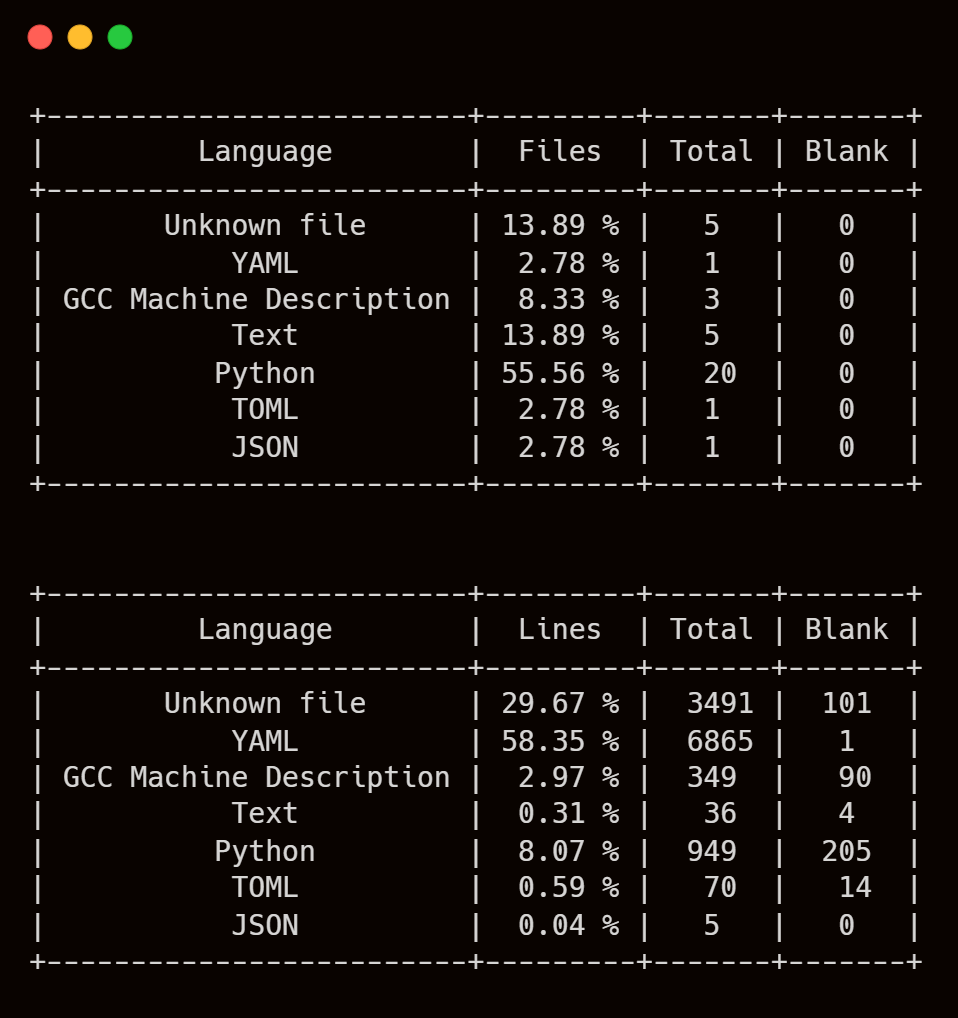 +-------------------------+---------+-------+-------+
|         Language        |  Files  | Total | Blank |
+-------------------------+---------+-------+-------+
|       Unknown file      | 13.89 % |   5   |   0   |
|           YAML          |  2.78 % |   1   |   0   |
| GCC Machine Description |  8.33 % |   3   |   0   |
|           Text          | 13.89 % |   5   |   0   |
|          Python         | 55.56 % |   20  |   0   |
|           TOML          |  2.78 % |   1   |   0   |
|           JSON          |  2.78 % |   1   |   0   |
+-------------------------+---------+-------+-------+
+-------------------------+---------+-------+-------+
|         Language        |  Lines  | Total | Blank |
+-------------------------+---------+-------+-------+
|       Unknown file      | 29.67 % |  3491 |  101  |
|           YAML          | 58.35 % |  6865 |   1   |
| GCC Machine Description |  2.97 % |  349  |   90  |
|           Text          |  0.31 % |   36  |   4   |
|          Python         |  8.07 % |  949  |  205  |
|           TOML          |  0.59 % |   70  |   14  |
|           JSON          |  0.04 % |   5   |   0   |
+-------------------------+---------+-------+-------+